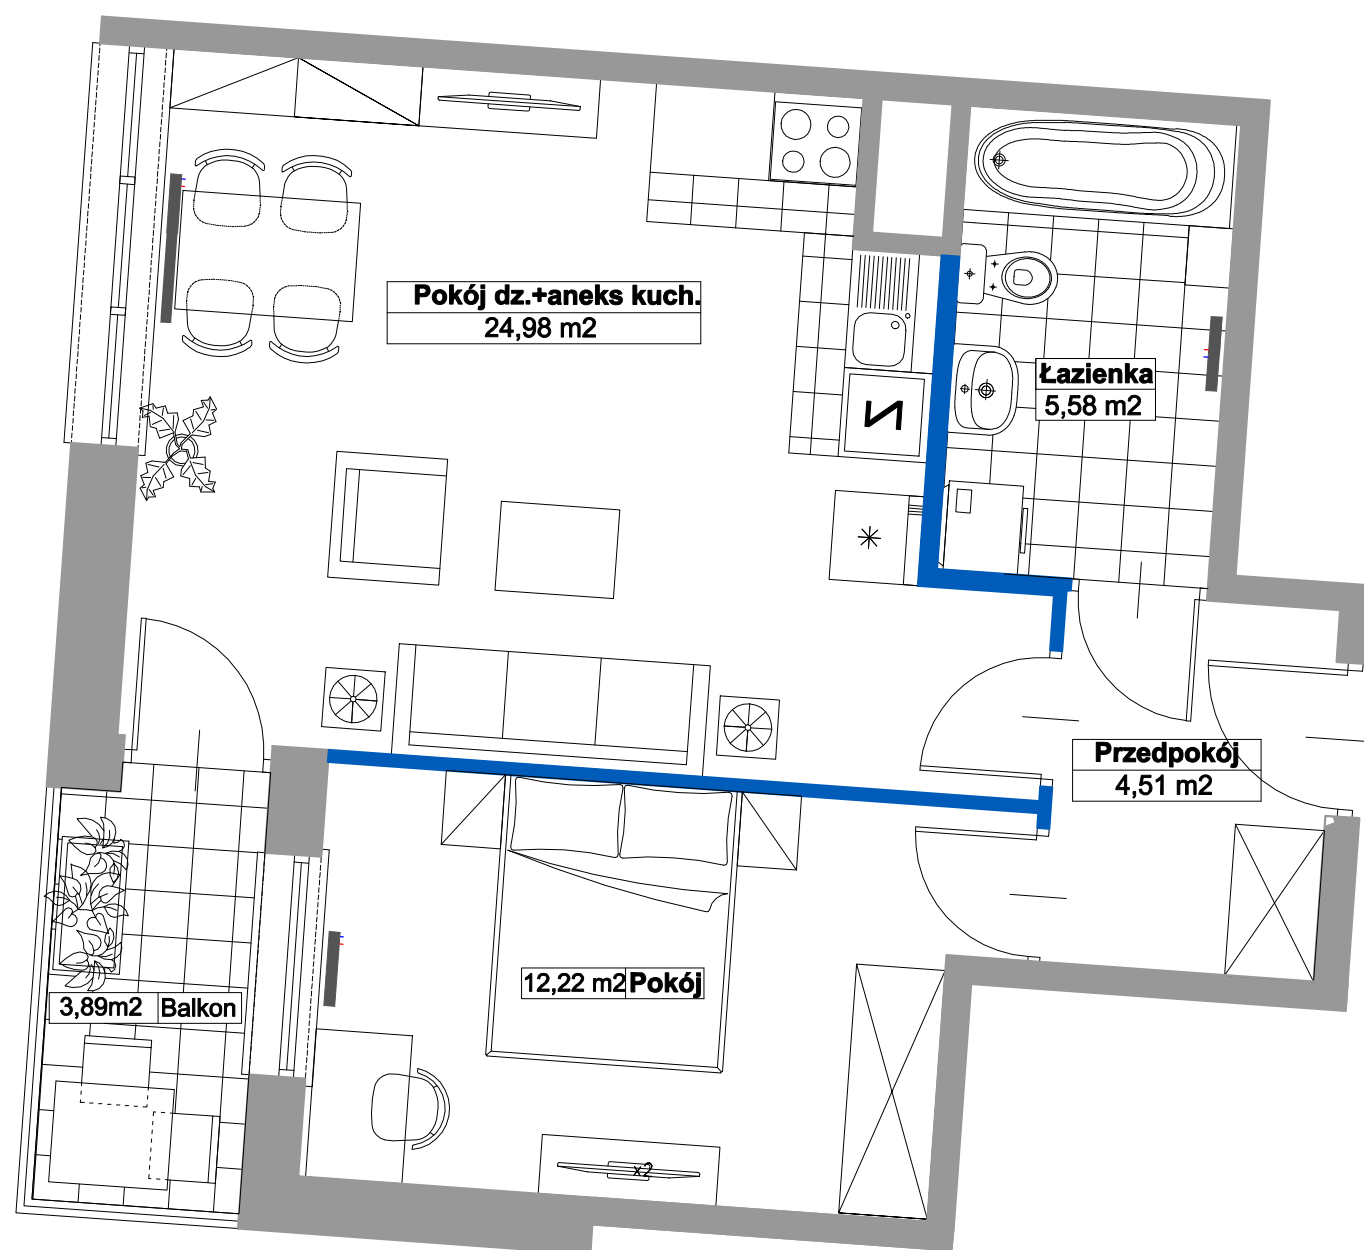 Pokój dz.+aneks kuch.
24,98 m2
Łazienka
5,58 m2
Przedpokój
4,51 m2
12,22 m2 Pokój
3,89m2 Balkon
x2